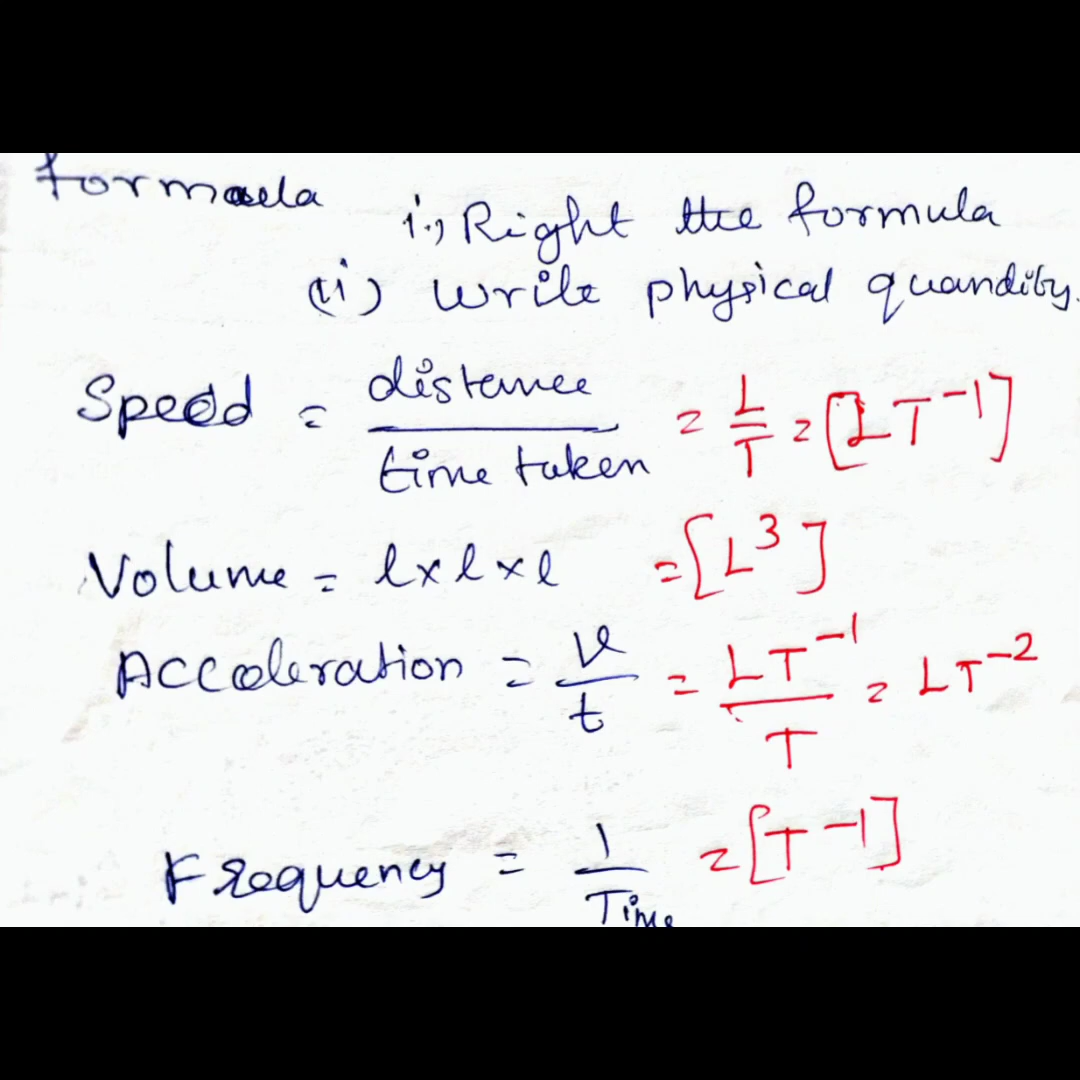 formula
i.) Right the formula
(ii) write physical quandity.
Speed = distance / time taken = L/T = [LT⁻¹]
Volume = l×l×l = [L³]
Acceleration = v/t = LT⁻¹/T = LT⁻²
Frequency = 1/Time = [T⁻¹]